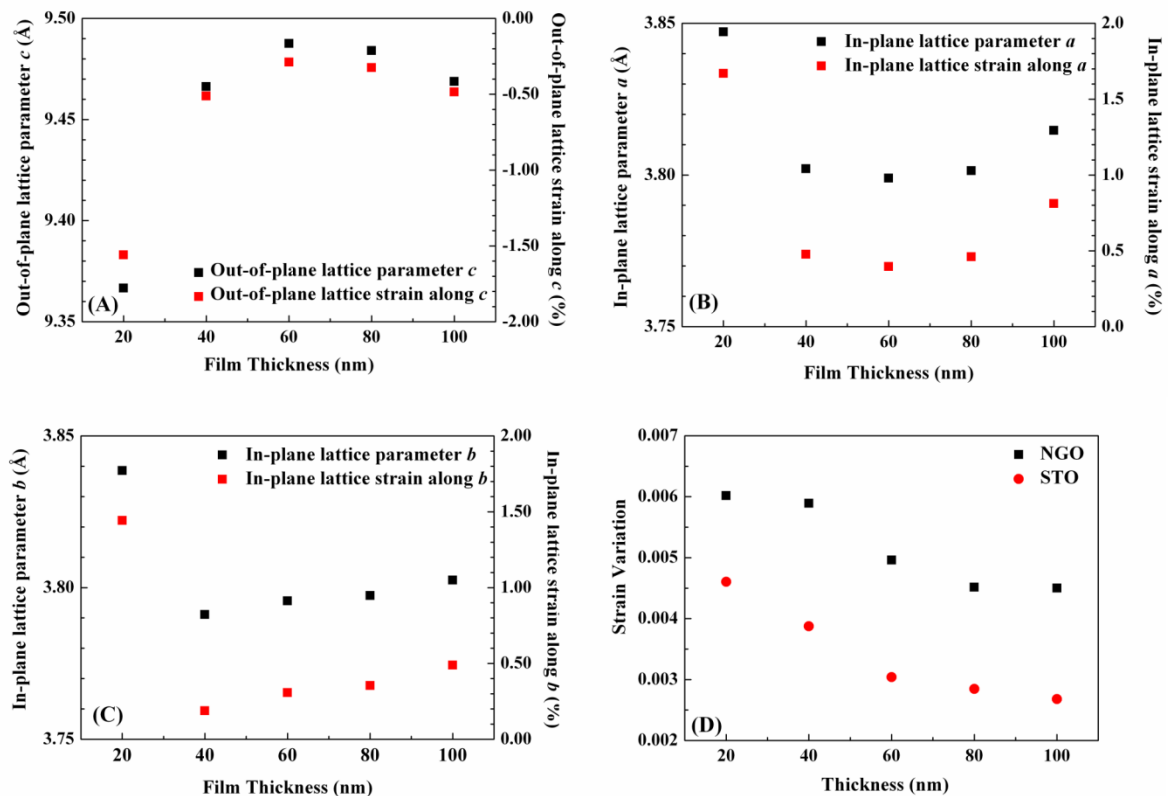 Out-of-plane lattice parameter c (Å)
9.50
9.45
9.40
9.35
0.00
-0.50
-1.00
-1.50
-2.00
Out-of-plane lattice strain along c (%)
Out-of-plane lattice parameter c
Out-of-plane lattice strain along c
(A)
20 40 60 80 100
Film Thickness (nm)
In-plane lattice parameter a (Å)
3.85
3.80
3.75
2.0
1.5
1.0
0.5
0.0
In-plane lattice strain along a (%)
In-plane lattice parameter a
In-plane lattice strain along a
(B)
20 40 60 80 100
Film Thickness (nm)
In-plane lattice parameter b (Å)
3.85
3.80
3.75
2.00
1.50
1.00
0.50
0.00
In-plane lattice strain along b (%)
In-plane lattice parameter b
In-plane lattice strain along b
(C)
20 40 60 80 100
Film Thickness (nm)
Strain Variation
0.007
0.006
0.005
0.004
0.003
0.002
NGO
STO
(D)
20 40 60 80 100
Thickness (nm)